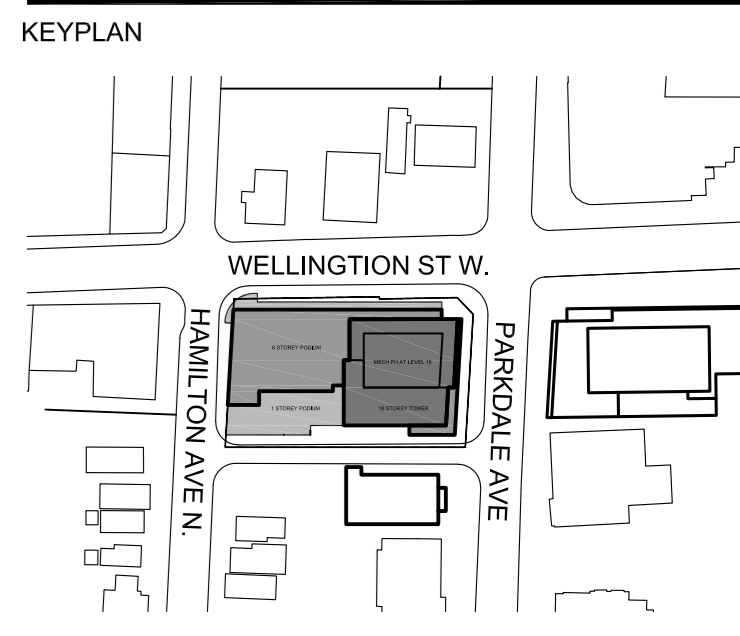 KEYPLAN
WELLINGTION ST W.
HAMILTON AVE N.
PARKDALE AVE
6 STOREY PODIUM
MECH PH AT LEVEL 18
1 STOREY PODIUM
18 STOREY TOWER